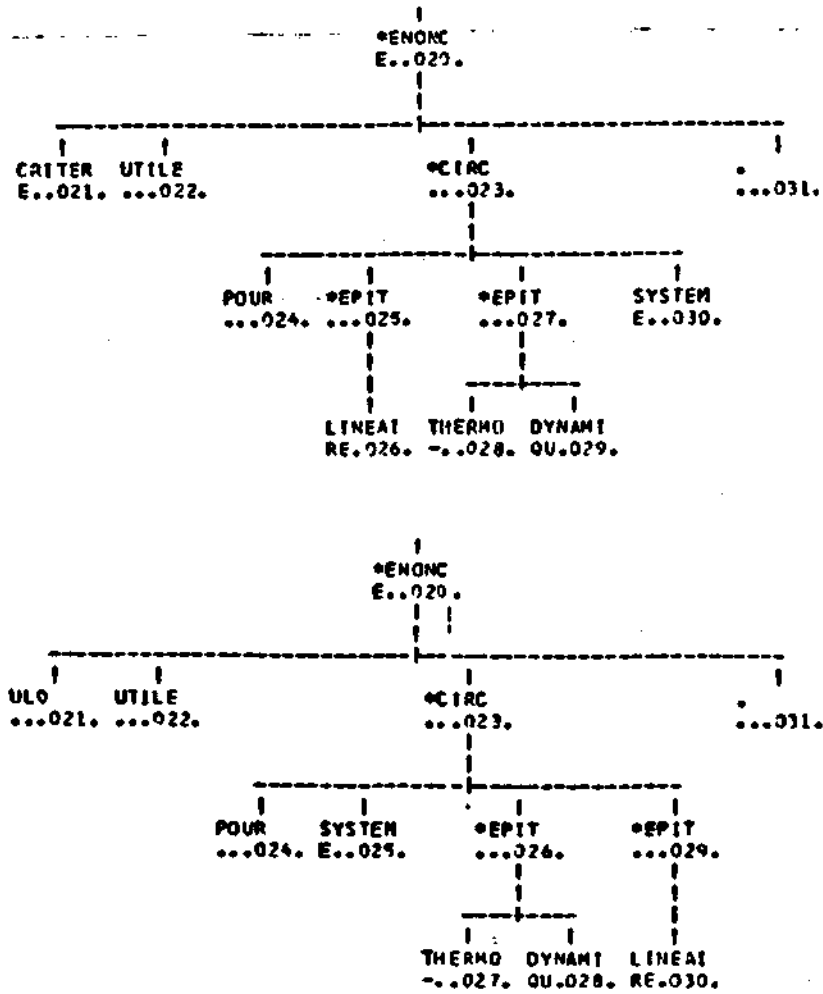 *ENONC
E..020.
CRITER UTILE *CIRC .
E..021. ...022. ...023. ...031.
POUR *EPIT *EPIT SYSTEM
...024. ...025. ...027. E..030.
LINEAI THERMO DYNAMI
RE.026. -..028. QU.029.
*ENONC
E..020.
ULO UTILE *CIRC .
...021. ...022. ...023. ...031.
POUR SYSTEM *EPIT *EPIT
...024. E..025. ...026. ...029.
THERMO DYNAMI LINEAI
-..027. QU.028. RE.030.